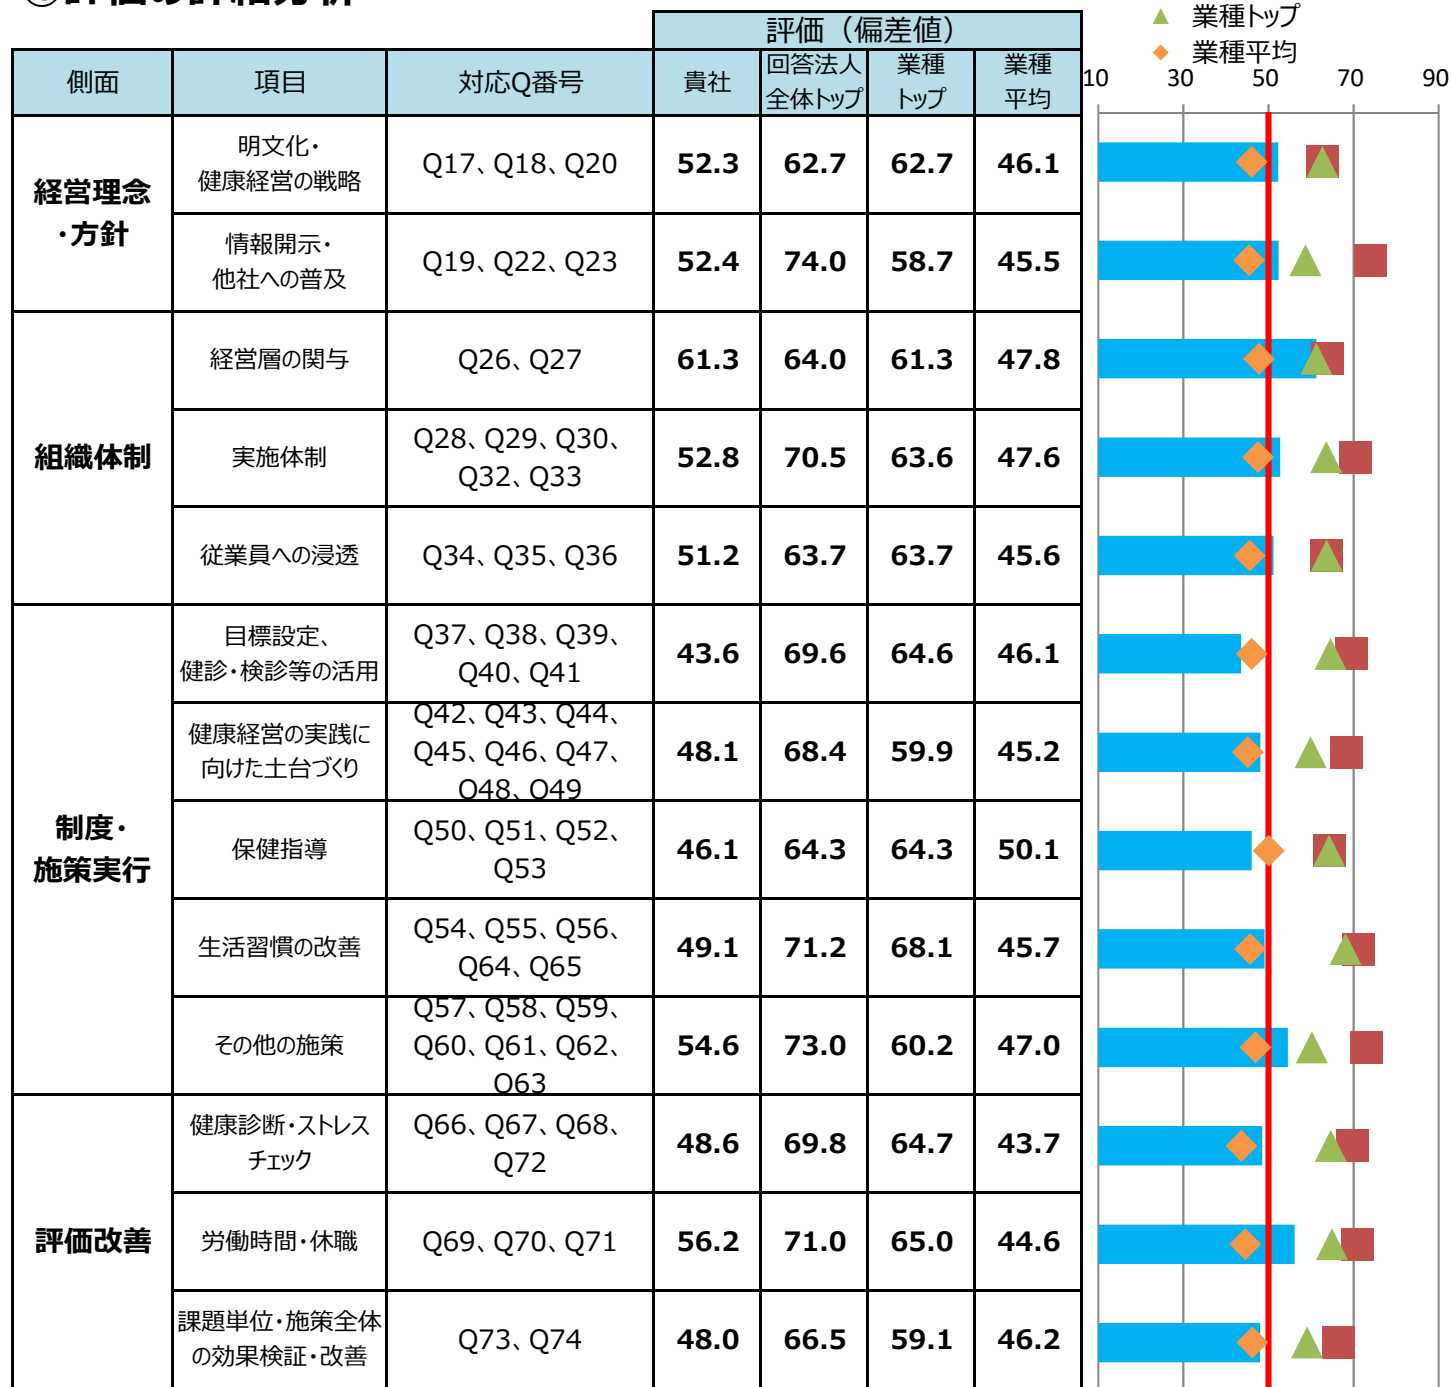 ▲ 業種トップ
◆ 業種平均
評価（偏差値）
側面 項目 対応Q番号 貴社 回答法人 業種 業種
全体トップ トップ 平均
10 30 50 70 90
経営理念
・方針
明文化・
健康経営の戦略
Q17、Q18、Q20 52.3 62.7 62.7 46.1
情報開示・
他社への普及
Q19、Q22、Q23 52.4 74.0 58.7 45.5
組織体制
経営層の関与 Q26、Q27 61.3 64.0 61.3 47.8
実施体制
Q28、Q29、Q30、
Q32、Q33
52.8 70.5 63.6 47.6
従業員への浸透 Q34、Q35、Q36 51.2 63.7 63.7 45.6
制度・
施策実行
目標設定、
健診・検診等の活用
Q37、Q38、Q39、
Q40、Q41
43.6 69.6 64.6 46.1
健康経営の実践に
向けた土台づくり
Q42、Q43、Q44、
Q45、Q46、Q47、
Q48、Q49
48.1 68.4 59.9 45.2
保健指導
Q50、Q51、Q52、
Q53
46.1 64.3 64.3 50.1
生活習慣の改善
Q54、Q55、Q56、
Q64、Q65
49.1 71.2 68.1 45.7
その他の施策
Q57、Q58、Q59、
Q60、Q61、Q62、
Q63
54.6 73.0 60.2 47.0
評価改善
健康診断・ストレス
チェック
Q66、Q67、Q68、
Q72
48.6 69.8 64.7 43.7
労働時間・休職 Q69、Q70、Q71 56.2 71.0 65.0 44.6
課題単位・施策全体
の効果検証・改善
Q73、Q74 48.0 66.5 59.1 46.2